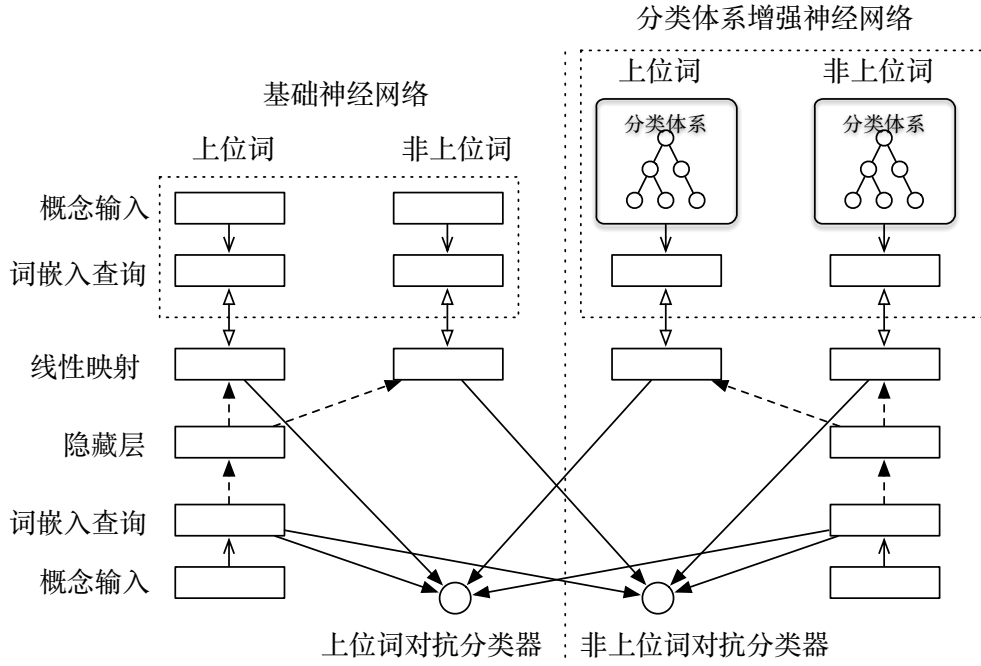 分类体系增强神经网络
上位词
非上位词
基础神经网络
分类体系
分类体系
上位词
非上位词
概念输入
词嵌入查询
线性映射
隐藏层
词嵌入查询
概念输入
上位词对抗分类器
非上位词对抗分类器